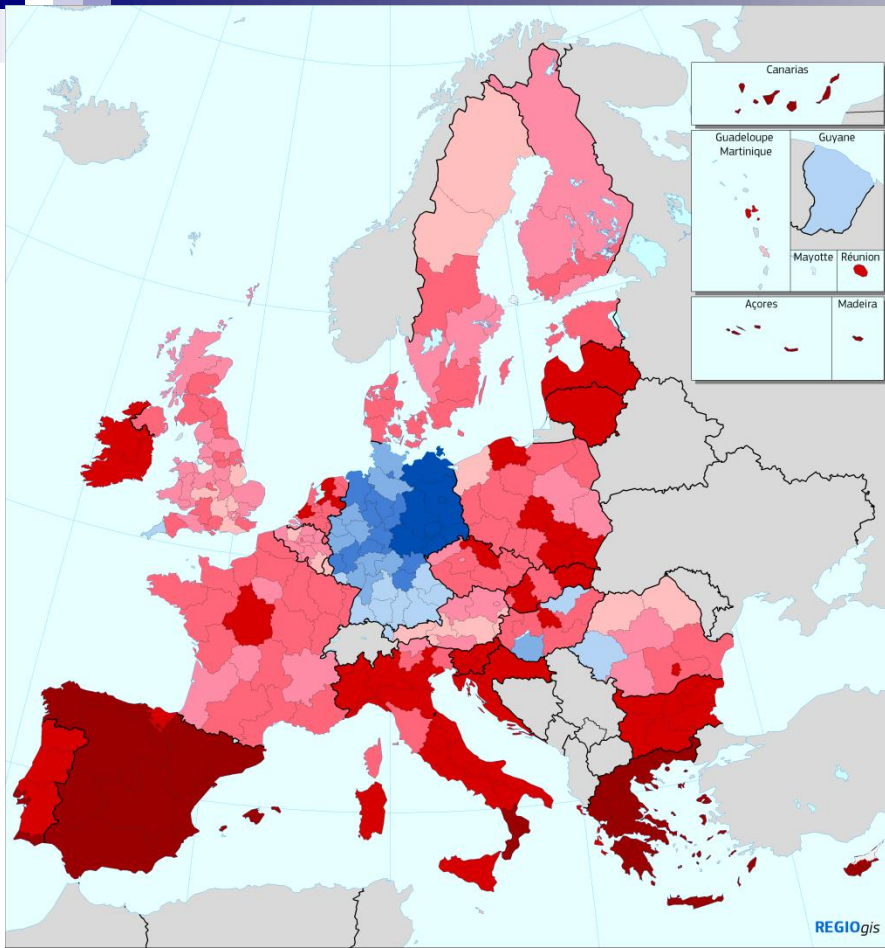 Canarias
Guadeloupe
Martinique
Guyane
Mayotte
Réunion
Açores
Madeira
REGIOgis